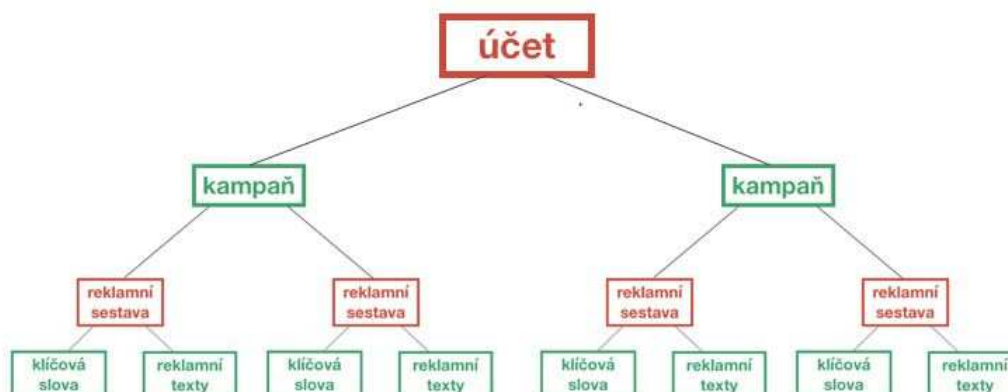 účet
kampaň
kampaň
reklamní
sestava
reklamní
sestava
reklamní
sestava
reklamní
sestava
klíčová
slova
reklamní
texty
klíčová
slova
reklamní
texty
klíčová
slova
reklamní
texty
klíčová
slova
reklamní
texty